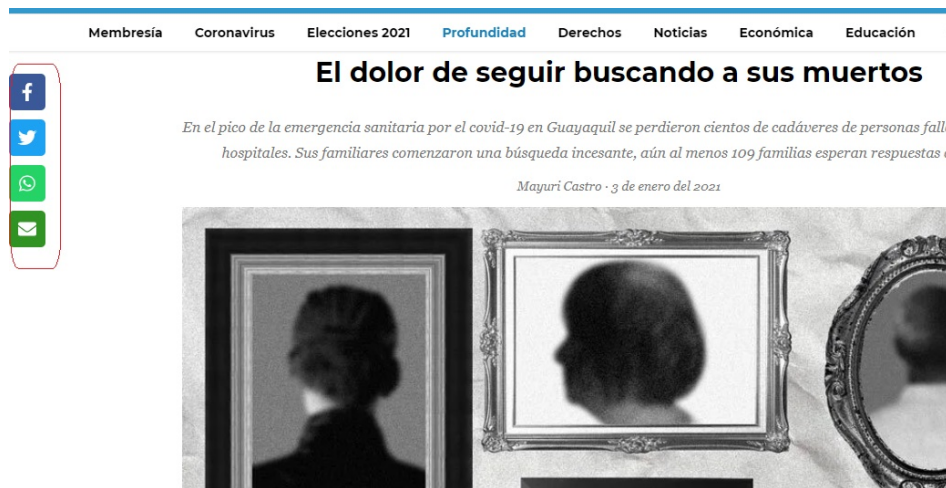 Membresía Coronavirus Elecciones 2021 Profundidad Derechos Noticias Económica Educación
El dolor de seguir buscando a sus muertos
En el pico de la emergencia sanitaria por el covid-19 en Guayaquil se perdieron cientos de cadáveres de personas
hospitales. Sus familiares comenzaron una búsqueda incesante, aún al menos 109 familias esperan respuestas
Mayuri Castro · 3 de enero del 2021